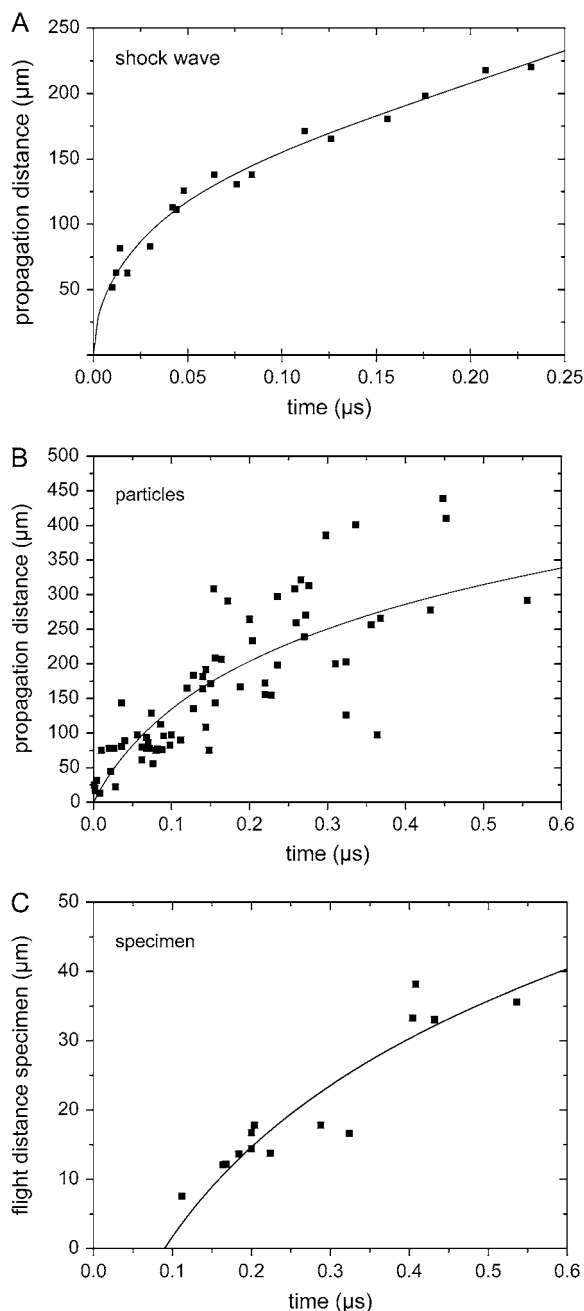 A
250
shock wave
200
150
100
50
propagation distance (µm)
0.00 0.05 0.10 0.15 0.20 0.25
time (µs)
B
500
450
particles
400
350
300
250
200
150
100
50
0
propagation distance (µm)
0.0 0.1 0.2 0.3 0.4 0.5 0.6
time (µs)
C
50
specimen
40
30
20
10
0
flight distance specimen (µm)
0.0 0.1 0.2 0.3 0.4 0.5 0.6
time (µs)